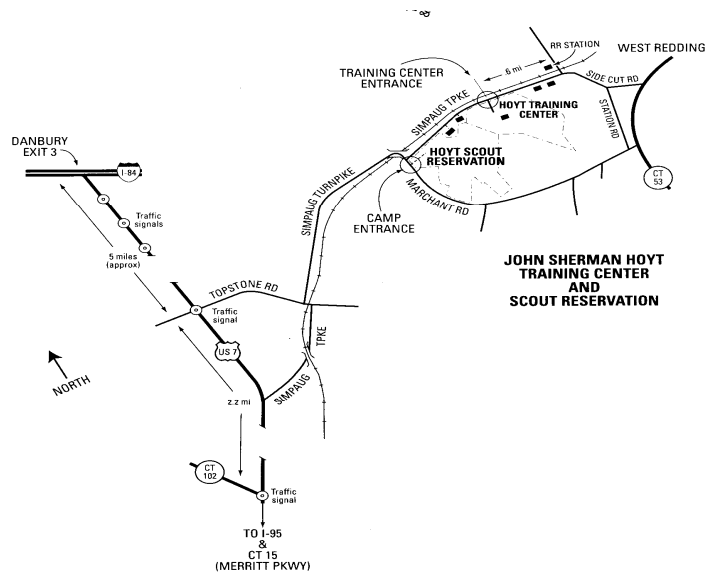 &
RR STATION
WEST REDDING
TRAINING CENTER
ENTRANCE
.6 mi
SIDE CUT RD
SIMPAUG TPKE
HOYT TRAINING
CENTER
STATION RD
DANBURY
EXIT 3
I-84
HOYT SCOUT
RESERVATION
CT
53
SIMPAUG TURNPIKE
MARCHANT RD
Traffic
signals
CAMP
ENTRANCE
5 miles
(approx)
JOHN SHERMAN HOYT
TRAINING CENTER
AND
SCOUT RESERVATION
TOPSTONE RD
Traffic
signal
US 7
SIMPAUG TPKE
NORTH
2.2 mi
CT
102
Traffic
signal
TO I-95
&
CT 15
(MERRITT PKWY)